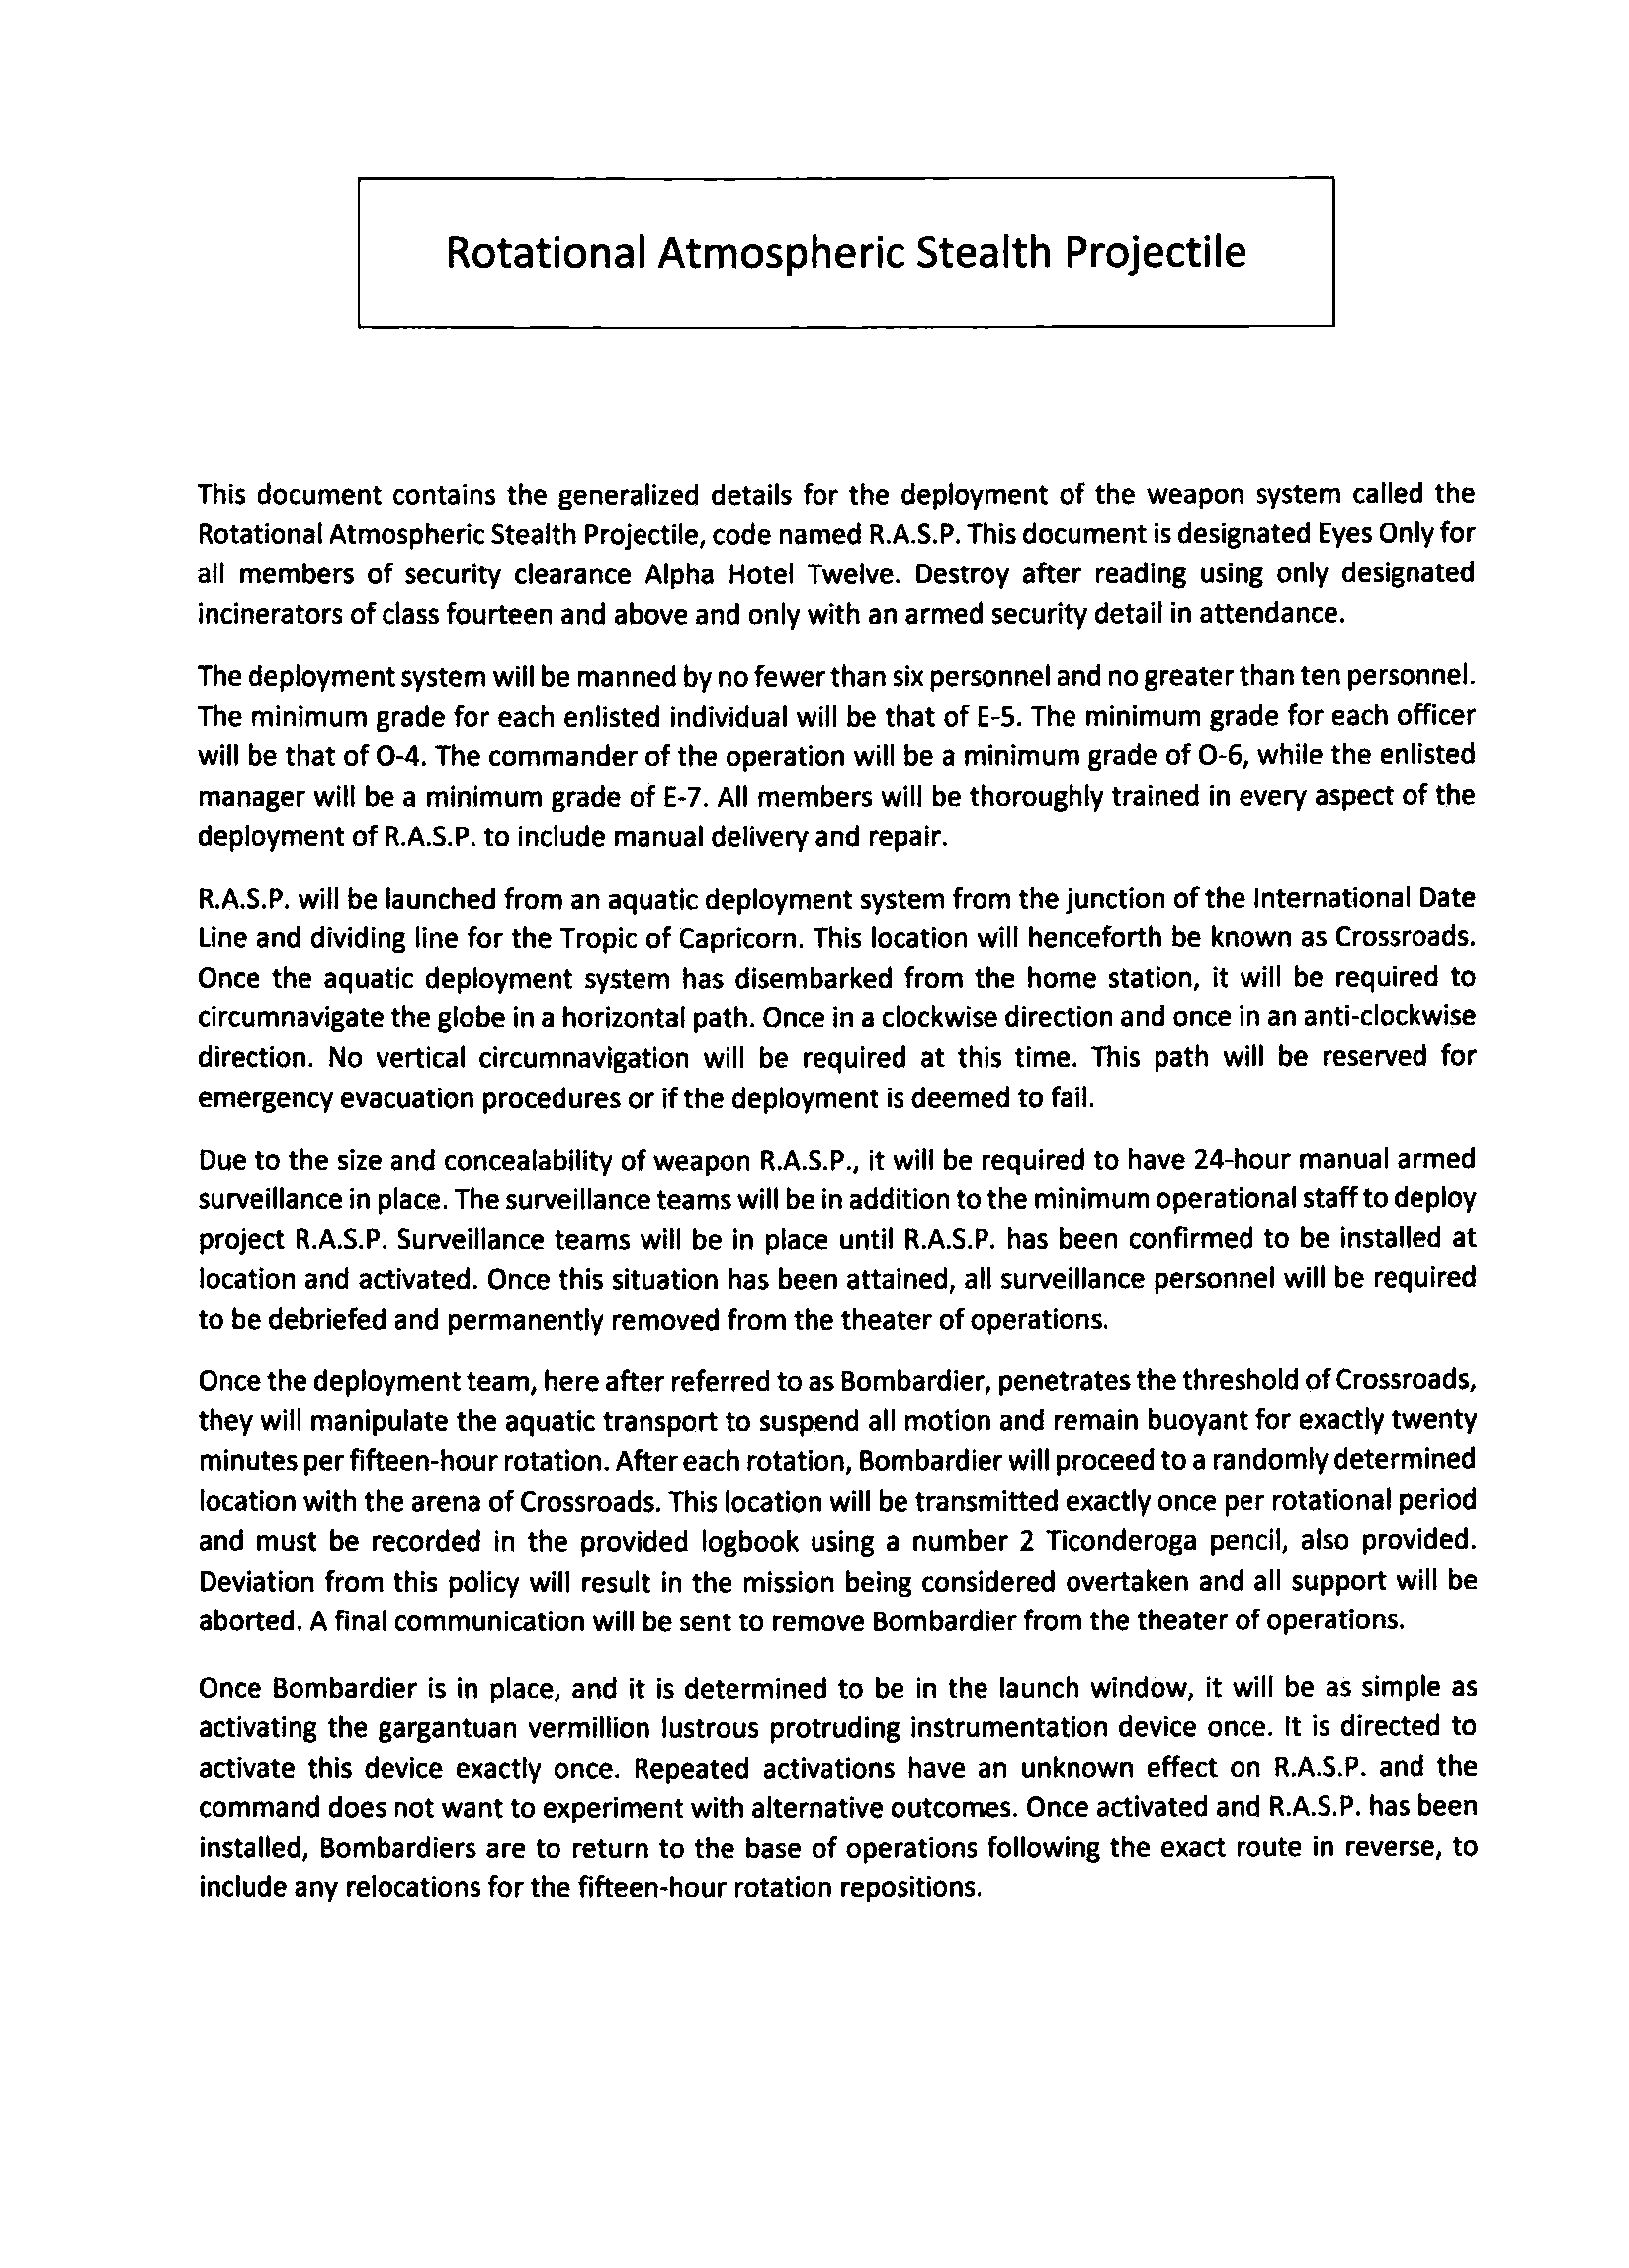 Rotational Atmospheric Stealth Projectile
This document contains the generalized details for the deployment of the weapon system called the
Rotational Atmospheric Stealth Projectile, code named R.A.S.P. This document is designated Eyes Only for
all members of security clearance Alpha Hotel Twelve. Destroy after reading using only designated
incinerators of class fourteen and above and only with an armed security detail in attendance.
The deployment system will be manned by no fewer than six personnel and no greater than ten personnel.
The minimum grade for each enlisted individual will be that of E-5. The minimum grade for each officer
will be that of O-4. The commander of the operation will be a minimum grade of O-6, while the enlisted
manager will be a minimum grade of E-7. All members will be thoroughly trained in every aspect of the
deployment of R.A.S.P. to include manual delivery and repair.
R.A.S.P. will be launched from an aquatic deployment system from the junction of the International Date
Line and dividing line for the Tropic of Capricorn. This location will henceforth be known as Crossroads.
Once the aquatic deployment system has disembarked from the home station, it will be required to
circumnavigate the globe in a horizontal path. Once in a clockwise direction and once in an anti-clockwise
direction. No vertical circumnavigation will be required at this time. This path will be reserved for
emergency evacuation procedures or if the deployment is deemed to fail.
Due to the size and concealability of weapon R.A.S.P., it will be required to have 24-hour manual armed
surveillance in place. The surveillance teams will be in addition to the minimum operational staff to deploy
project R.A.S.P. Surveillance teams will be in place until R.A.S.P. has been confirmed to be installed at
location and activated. Once this situation has been attained, all surveillance personnel will be required
to be debriefed and permanently removed from the theater of operations.
Once the deployment team, here after referred to as Bombardier, penetrates the threshold of Crossroads,
they will manipulate the aquatic transport to suspend all motion and remain buoyant for exactly twenty
minutes per fifteen-hour rotation. After each rotation, Bombardier will proceed to a randomly determined
location with the arena of Crossroads. This location will be transmitted exactly once per rotational period
and must be recorded in the provided logbook using a number 2 Ticonderoga pencil, also provided.
Deviation from this policy will result in the mission being considered overtaken and all support will be
aborted. A final communication will be sent to remove Bombardier from the theater of operations.
Once Bombardier is in place, and it is determined to be in the launch window, it will be as simple as
activating the gargantuan vermillion lustrous protruding instrumentation device once. It is directed to
activate this device exactly once. Repeated activations have an unknown effect on R.A.S.P. and the
command does not want to experiment with alternative outcomes. Once activated and R.A.S.P. has been
installed, Bombardiers are to return to the base of operations following the exact route in reverse, to
include any relocations for the fifteen-hour rotation repositions.